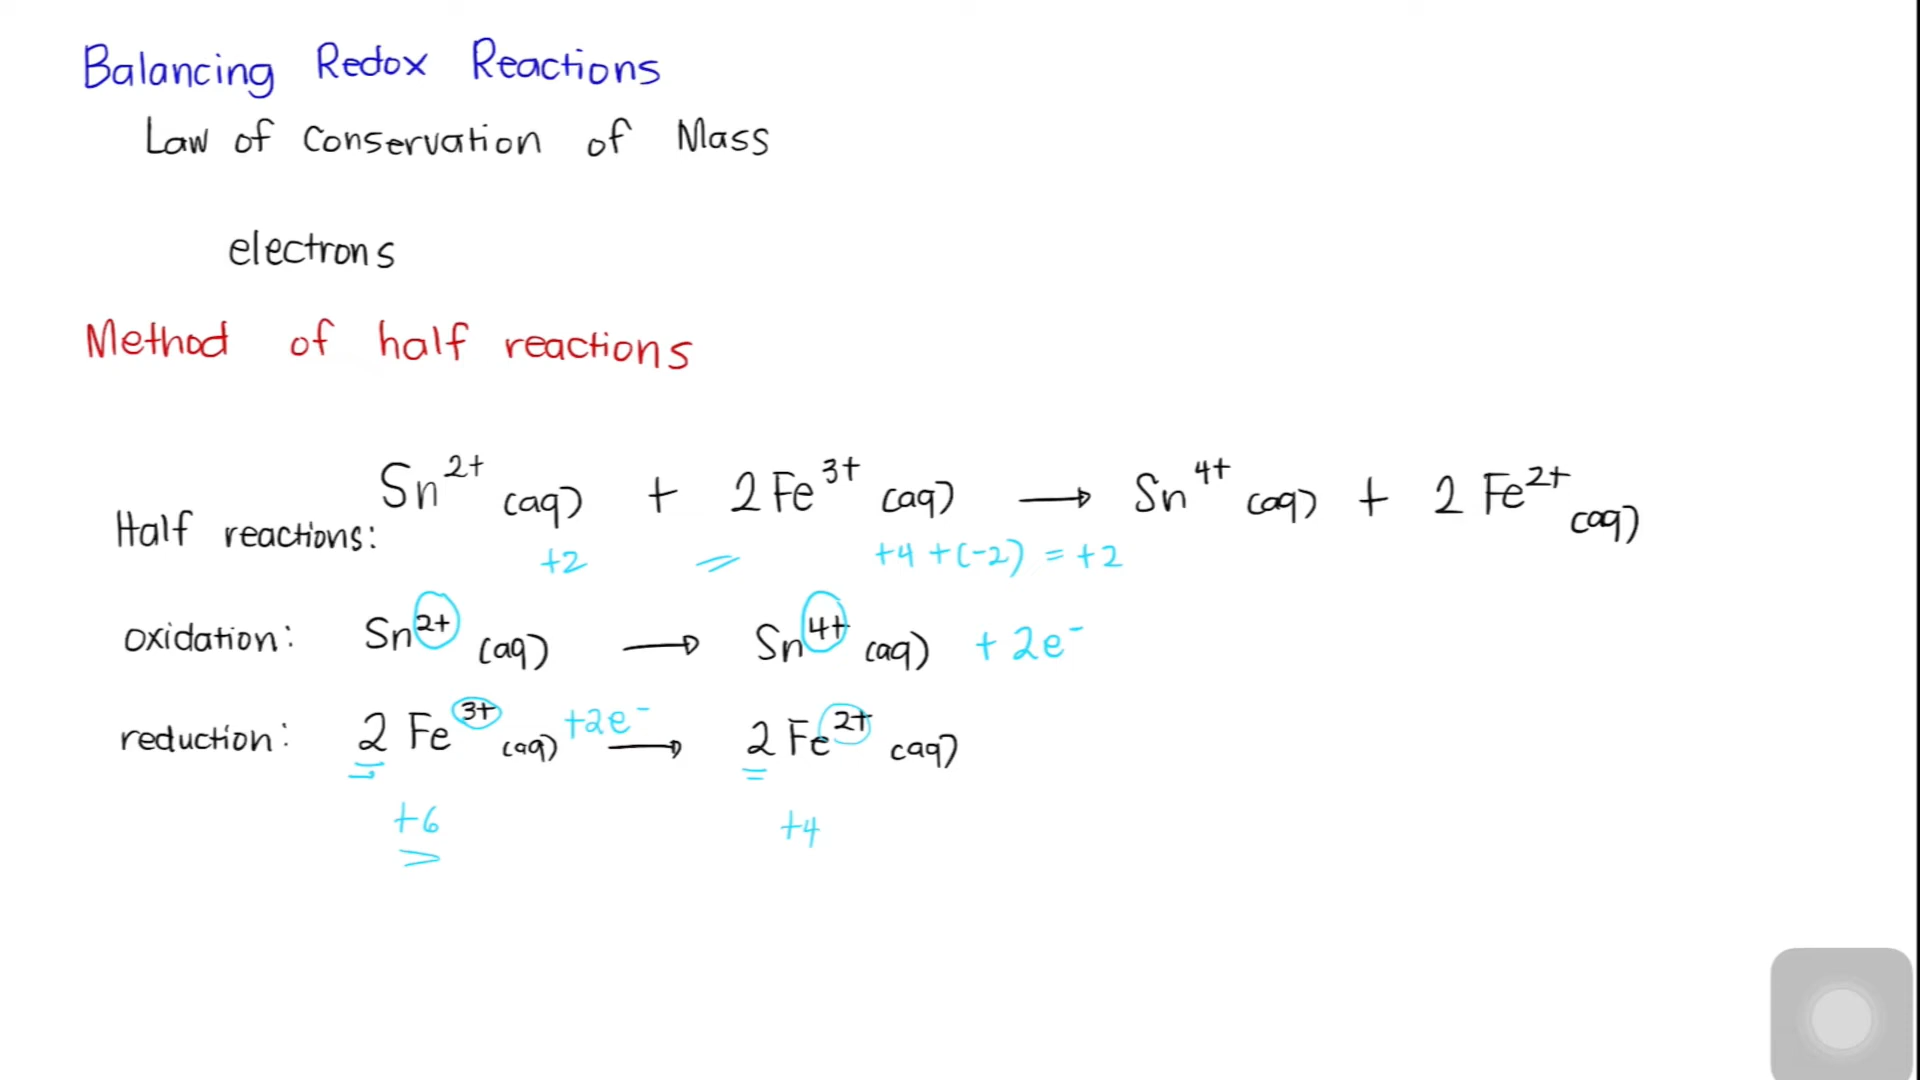 Balancing Redox Reactions
Law of Conservation of Mass
electrons
Method of half reactions
Sn²⁺ (aq) + 2 Fe³⁺ (aq) → Sn⁴⁺ (aq) + 2 Fe²⁺ (aq)
Half reactions:
+2 = +4 + (-2) = +2
oxidation: Sn²⁺ (aq) → Sn⁴⁺ (aq) + 2e⁻
reduction: 2 Fe³⁺ (aq) +2e⁻ → 2 Fe²⁺ (aq)
+6 +4